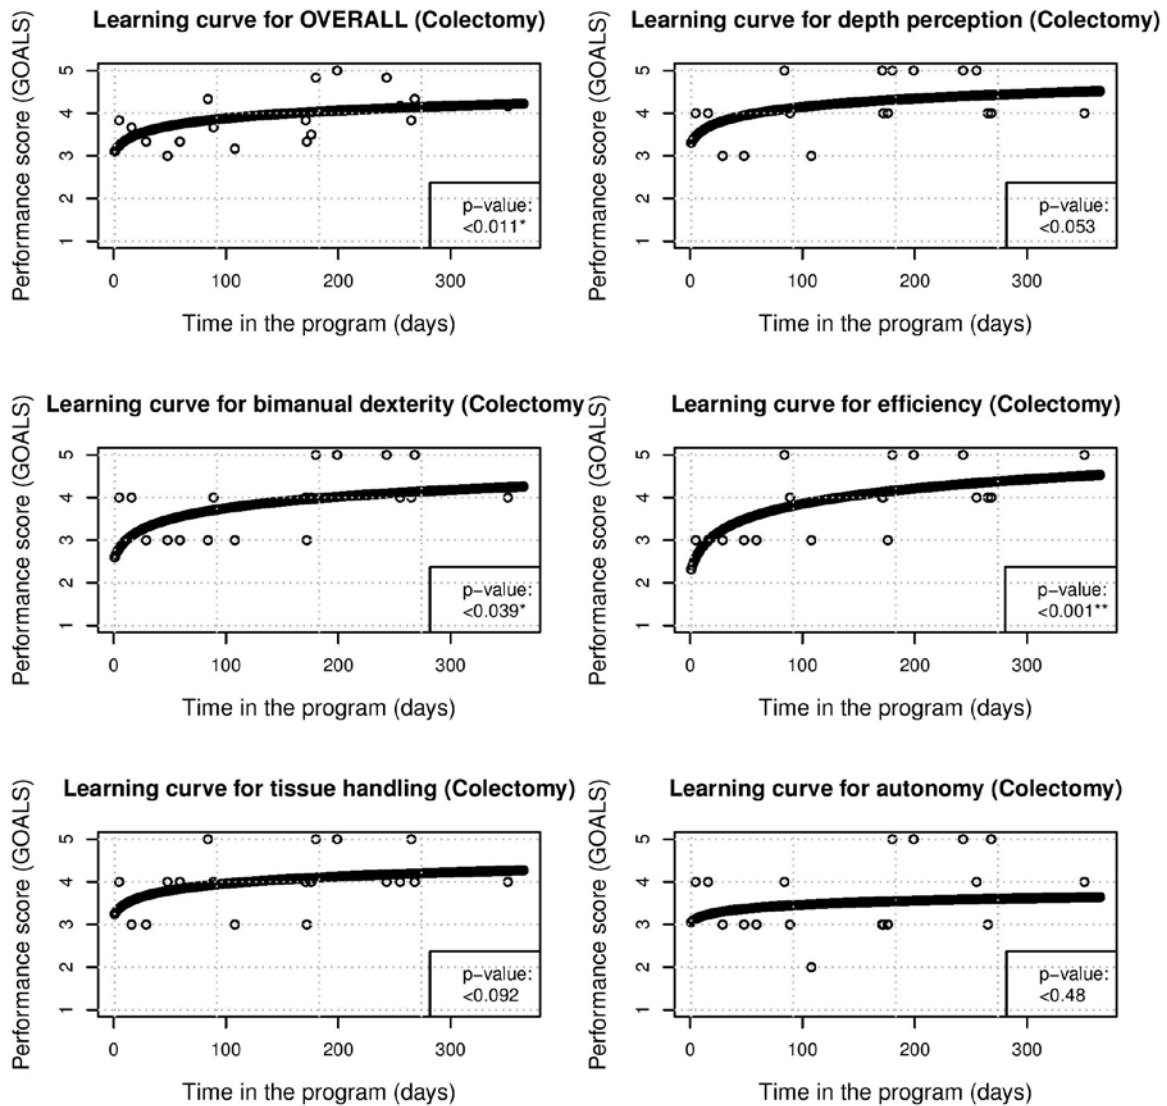 Learning curve for OVERALL (Colectomy)
Performance score (GOALS)
5
4
3
2
1
p-value:
<0.011*
0 100 200 300
Time in the program (days)
Learning curve for depth perception (Colectomy)
Performance score (GOALS)
5
4
3
2
1
p-value:
<0.053
0 100 200 300
Time in the program (days)
Learning curve for bimanual dexterity (Colectomy
Performance score (GOALS)
5
4
3
2
1
p-value:
<0.039*
0 100 200 300
Time in the program (days)
Learning curve for efficiency (Colectomy)
Performance score (GOALS)
5
4
3
2
1
p-value:
<0.001**
0 100 200 300
Time in the program (days)
Learning curve for tissue handling (Colectomy)
Performance score (GOALS)
5
4
3
2
1
p-value:
<0.092
0 100 200 300
Time in the program (days)
Learning curve for autonomy (Colectomy)
Performance score (GOALS)
5
4
3
2
1
p-value:
<0.48
0 100 200 300
Time in the program (days)